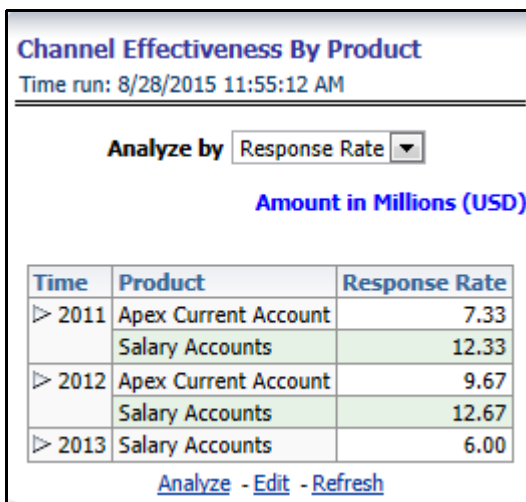 Channel Effectiveness By Product
Time run: 8/28/2015 11:55:12 AM
Analyze by Response Rate
Amount in Millions (USD)
Time Product Response Rate
2011 Apex Current Account 7.33
Salary Accounts 12.33
2012 Apex Current Account 9.67
Salary Accounts 12.67
2013 Salary Accounts 6.00
Analyze - Edit - Refresh